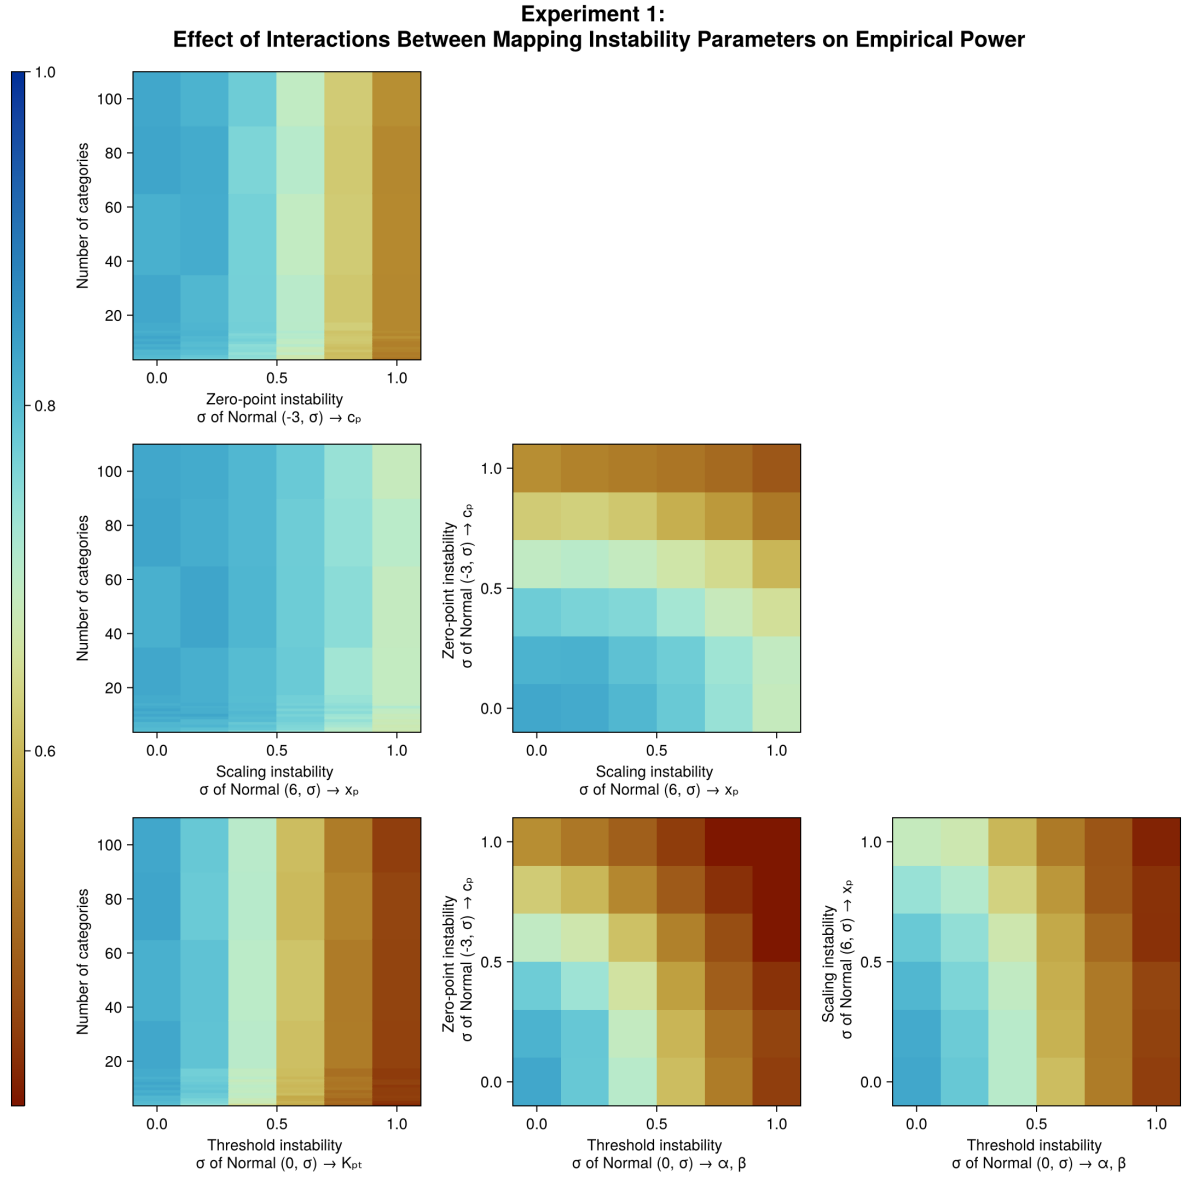 Experiment 1:
Effect of Interactions Between Mapping Instability Parameters on Empirical Power
1.0
0.8
0.6
Number of categories
100
80
60
40
20
0.0 0.5 1.0
Zero-point instability
σ of Normal (-3, σ) → cₚ
Number of categories
100
80
60
40
20
0.0 0.5 1.0
Scaling instability
σ of Normal (6, σ) → xₚ
Zero-point instability
σ of Normal (-3, σ) → cₚ
1.0
0.5
0.0
0.0 0.5 1.0
Scaling instability
σ of Normal (6, σ) → xₚ
Number of categories
100
80
60
40
20
0.0 0.5 1.0
Threshold instability
σ of Normal (0, σ) → Kₚₜ
Zero-point instability
σ of Normal (-3, σ) → cₚ
1.0
0.5
0.0
0.0 0.5 1.0
Threshold instability
σ of Normal (0, σ) → α, β
Scaling instability
σ of Normal (6, σ) → xₚ
1.0
0.5
0.0
0.0 0.5 1.0
Threshold instability
σ of Normal (0, σ) → α, β